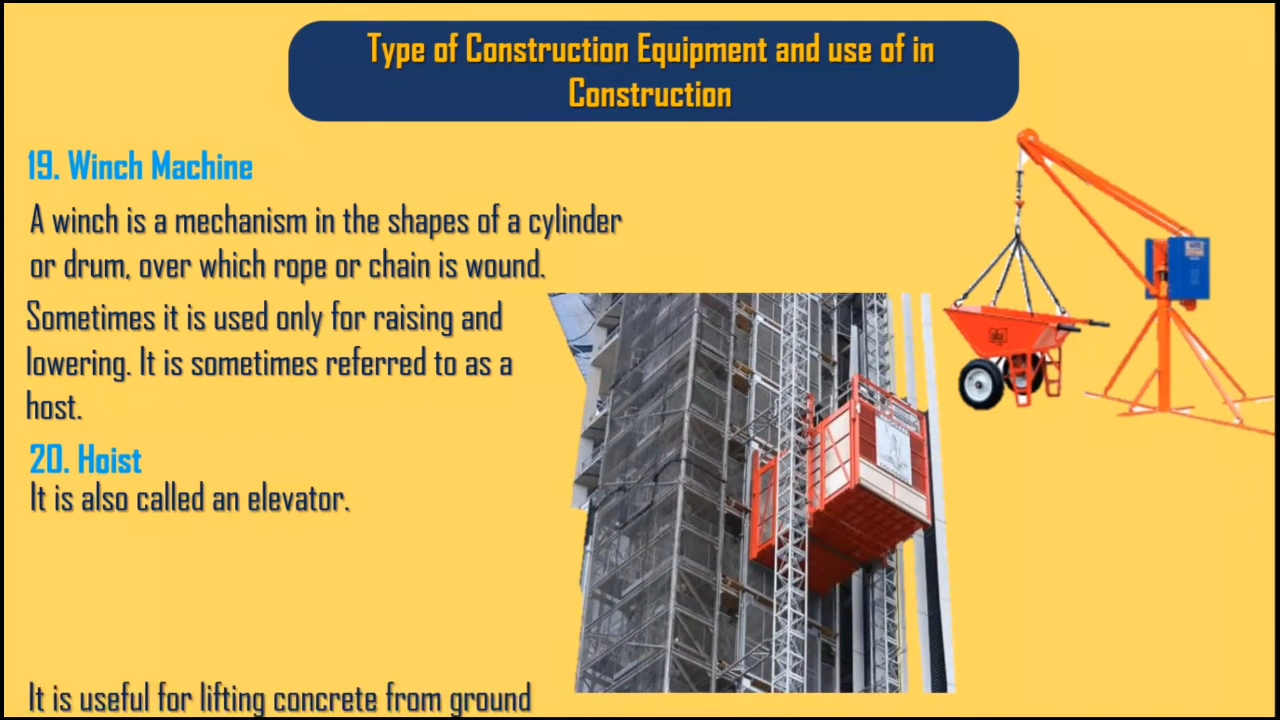 Type of Construction Equipment and use of in
Construction
19. Winch Machine
A winch is a mechanism in the shapes of a cylinder
or drum, over which rope or chain is wound.
Sometimes it is used only for raising and
lowering. It is sometimes referred to as a
host.
20. Hoist
It is also called an elevator.
It is useful for lifting concrete from ground